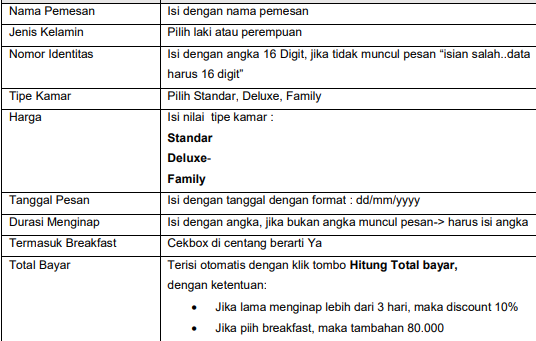 Nama Pemesan Isi dengan nama pemesan
Jenis Kelamin Pilih laki atau perempuan
Nomor Identitas Isi dengan angka 16 Digit, jika tidak muncul pesan “isian salah..data
harus 16 digit”
Tipe Kamar Pilih Standar, Deluxe, Family
Harga Isi nilai tipe kamar :
Standar
Deluxe-
Family
Tanggal Pesan Isi dengan tanggal dengan format : dd/mm/yyyy
Durasi Menginap Isi dengan angka, jika bukan angka muncul pesan-> harus isi angka
Termasuk Breakfast Cekbox di centang berarti Ya
Total Bayar Terisi otomatis dengan klik tombo Hitung Total bayar,
dengan ketentuan:
• Jika lama menginap lebih dari 3 hari, maka discount 10%
• Jika piih breakfast, maka tambahan 80.000